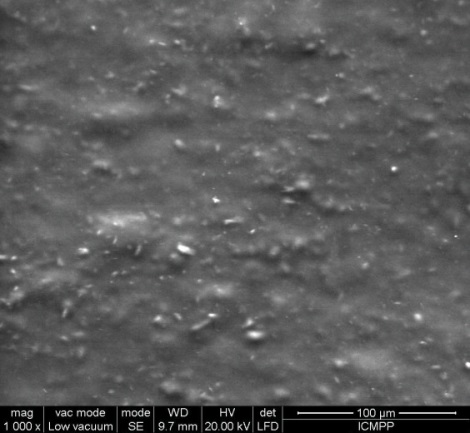 mag vac mode mode WD HV det 100 µm
1 000 x Low vacuum SE 9.7 mm 20.00 kV LFD ICMPP